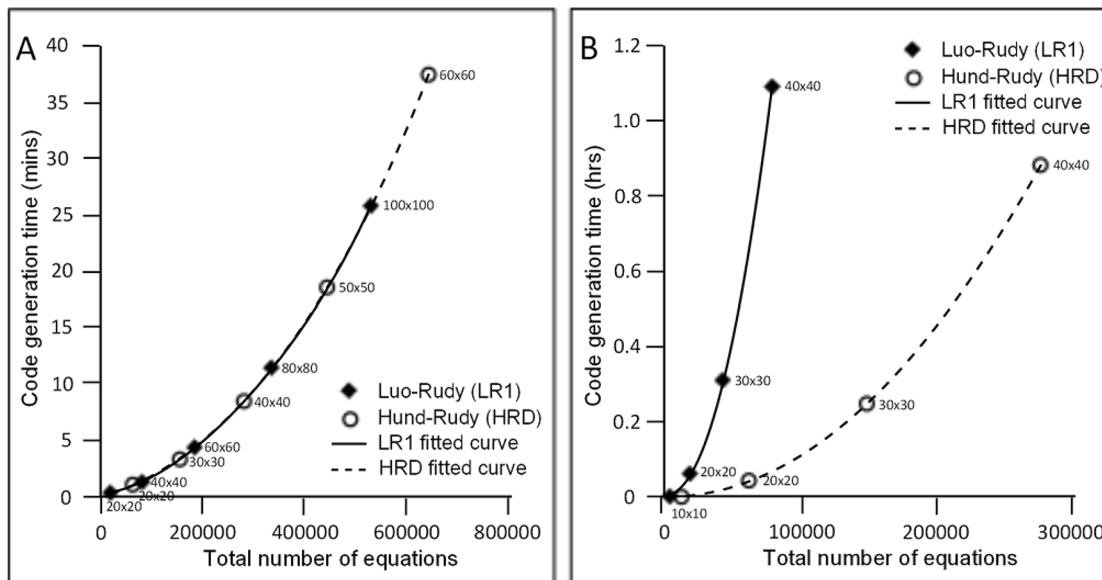 A
Code generation time (mins)
40
35
30
25
20
15
10
5
0
60x60
100x100
50x50
80x80
40x40
60x60
30x30
40x40
20x20
20x20
Luo-Rudy (LR1)
Hund-Rudy (HRD)
LR1 fitted curve
HRD fitted curve
0 200000 400000 600000 800000
Total number of equations
B
Code generation time (hrs)
1.2
1.0
0.8
0.6
0.4
0.2
0
Luo-Rudy (LR1)
Hund-Rudy (HRD)
LR1 fitted curve
HRD fitted curve
40x40
40x40
30x30
30x30
20x20
20x20
10x10
0 100000 200000 300000
Total number of equations